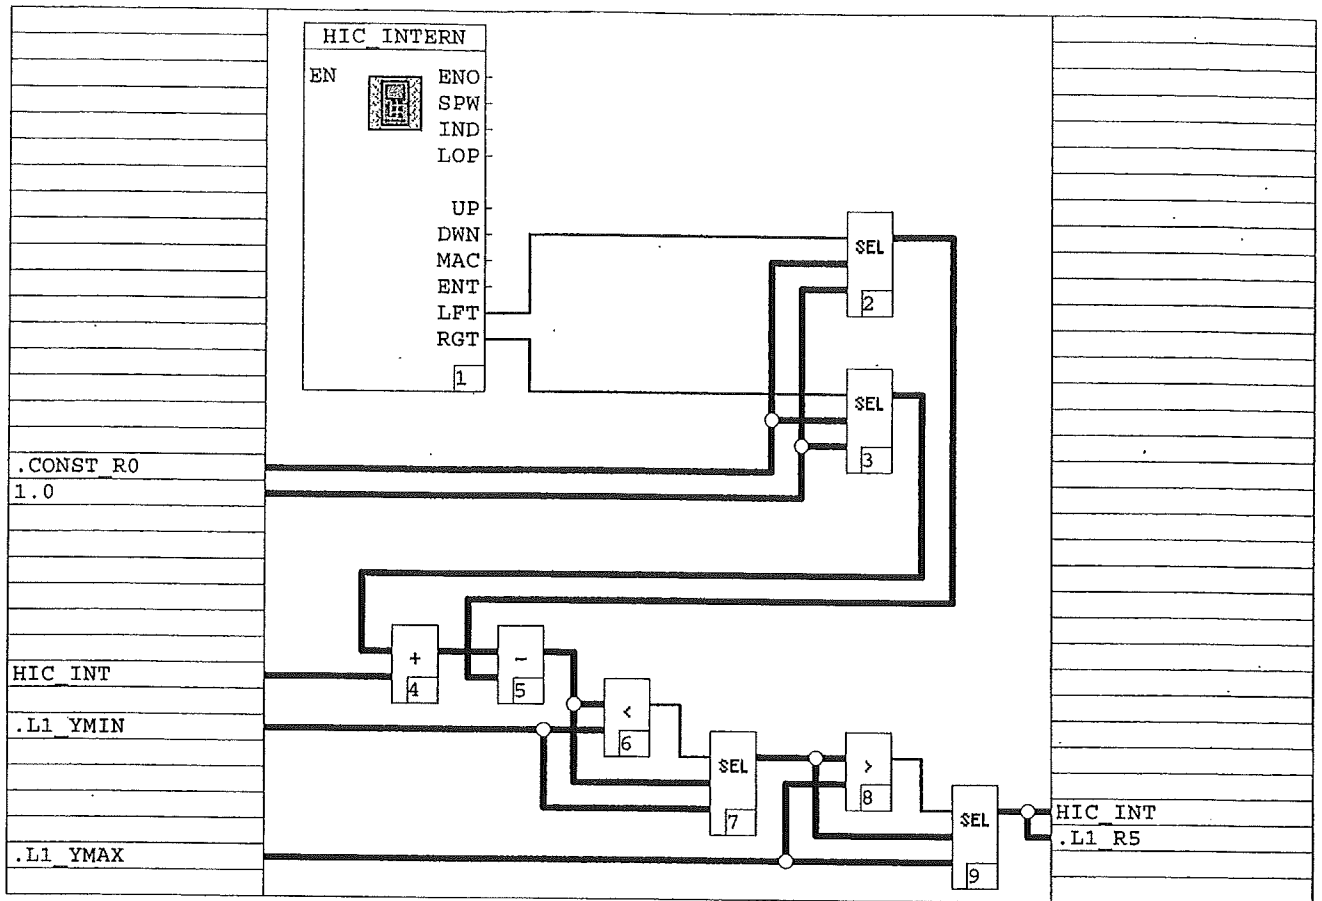 HIC_INTERN
EN
ENO
SPW
IND
LOP
UP
DWN
MAC
ENT
LFT
RGT
1
SEL
2
SEL
3
.CONST_R0
1.0
+
4
-
5
HIC_INT
.L1_YMIN
<
6
SEL
7
>
8
SEL
9
.L1_YMAX
HIC_INT
.L1_R5